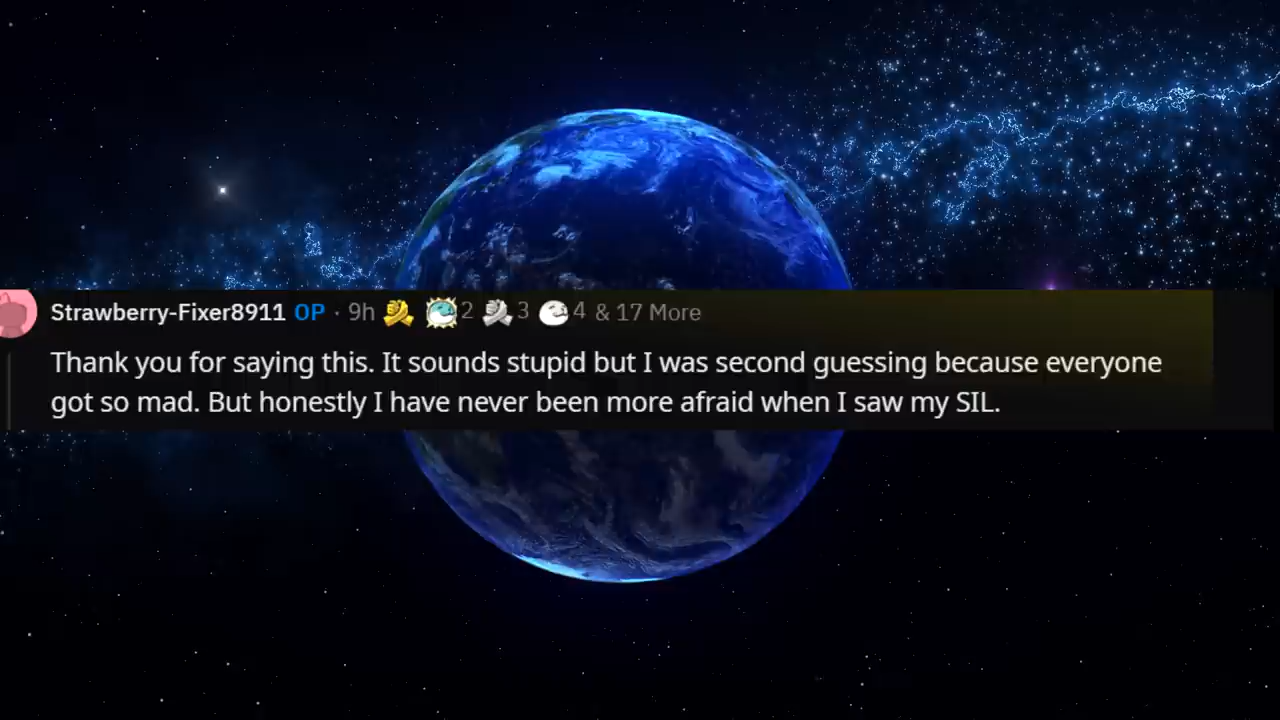 Strawberry-Fixer8911 OP · 9h 2 3 4 & 17 More
Thank you for saying this. It sounds stupid but I was second guessing because everyone
got so mad. But honestly I have never been more afraid when I saw my SIL.